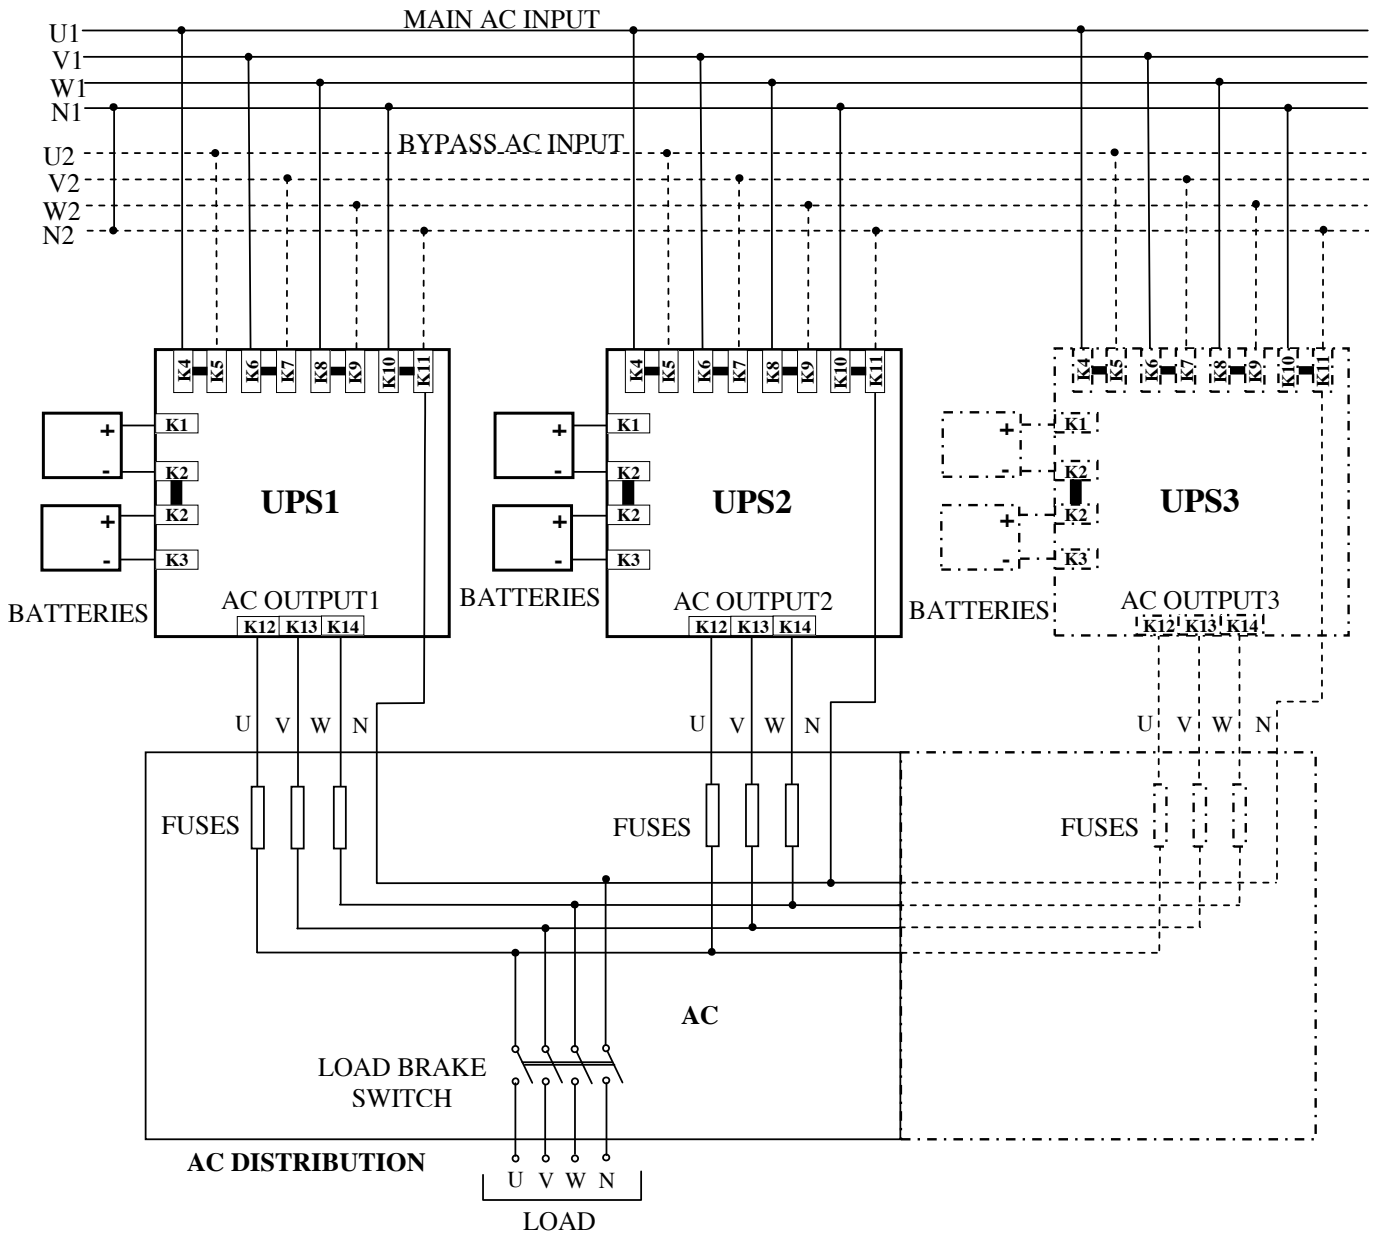 MAIN AC INPUT
U1
V1
W1
N1
BYPASS AC INPUT
U2
V2
W2
N2
K4 K5 K6 K7 K8 K9 K10 K11
K4 K5 K6 K7 K8 K9 K10 K11
K4 K5 K6 K7 K8 K9 K10 K11
+ K1
- K2
+ K2
- K3
UPS1
BATTERIES
AC OUTPUT1
K12 K13 K14
+ K1
- K2
+ K2
- K3
UPS2
BATTERIES
AC OUTPUT2
K12 K13 K14
+ K1
- K2
+ K2
- K3
UPS3
BATTERIES
AC OUTPUT3
K12 K13 K14
U V W N
U V W N
U V W N
FUSES
FUSES
FUSES
AC
LOAD BRAKE
SWITCH
AC DISTRIBUTION
U V W N
LOAD